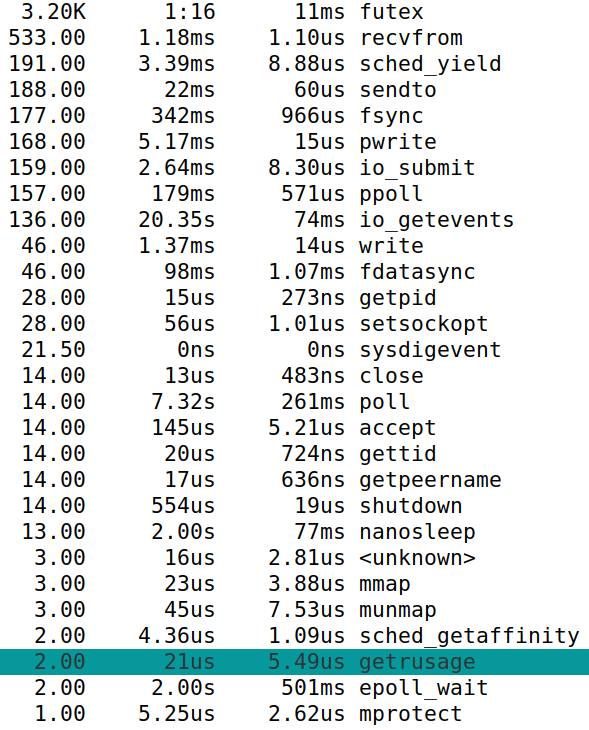 3.20K 1:16 11ms futex
533.00 1.18ms 1.10us recvfrom
191.00 3.39ms 8.88us sched_yield
188.00 22ms 60us sendto
177.00 342ms 966us fsync
168.00 5.17ms 15us pwrite
159.00 2.64ms 8.30us io_submit
157.00 179ms 571us ppoll
136.00 20.35s 74ms io_getevents
46.00 1.37ms 14us write
46.00 98ms 1.07ms fdatasync
28.00 15us 273ns getpid
28.00 56us 1.01us setsockopt
21.50 0ns 0ns sysdigevent
14.00 13us 483ns close
14.00 7.32s 261ms poll
14.00 145us 5.21us accept
14.00 20us 724ns gettid
14.00 17us 636ns getpeername
14.00 554us 19us shutdown
13.00 2.00s 77ms nanosleep
3.00 16us 2.81us <unknown>
3.00 23us 3.88us mmap
3.00 45us 7.53us munmap
2.00 4.36us 1.09us sched_getaffinity
2.00 21us 5.49us getrusage
2.00 2.00s 501ms epoll_wait
1.00 5.25us 2.62us mprotect